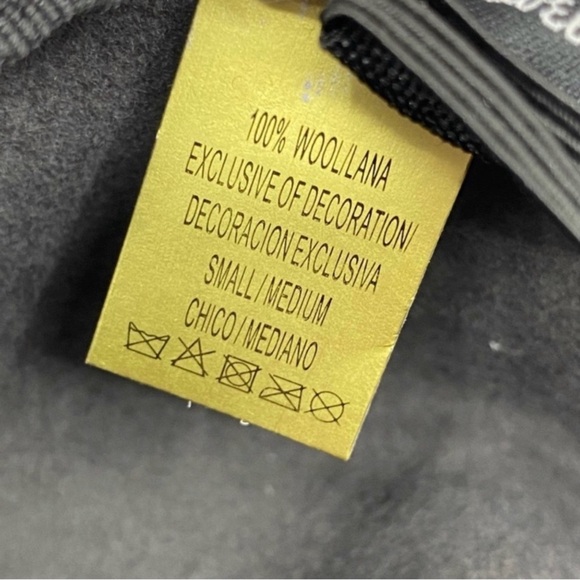 100% WOOL/LANA
EXCLUSIVE OF DECORATION/
DECORACION EXCLUSIVA
SMALL / MEDIUM
CHICO / MEDIANO